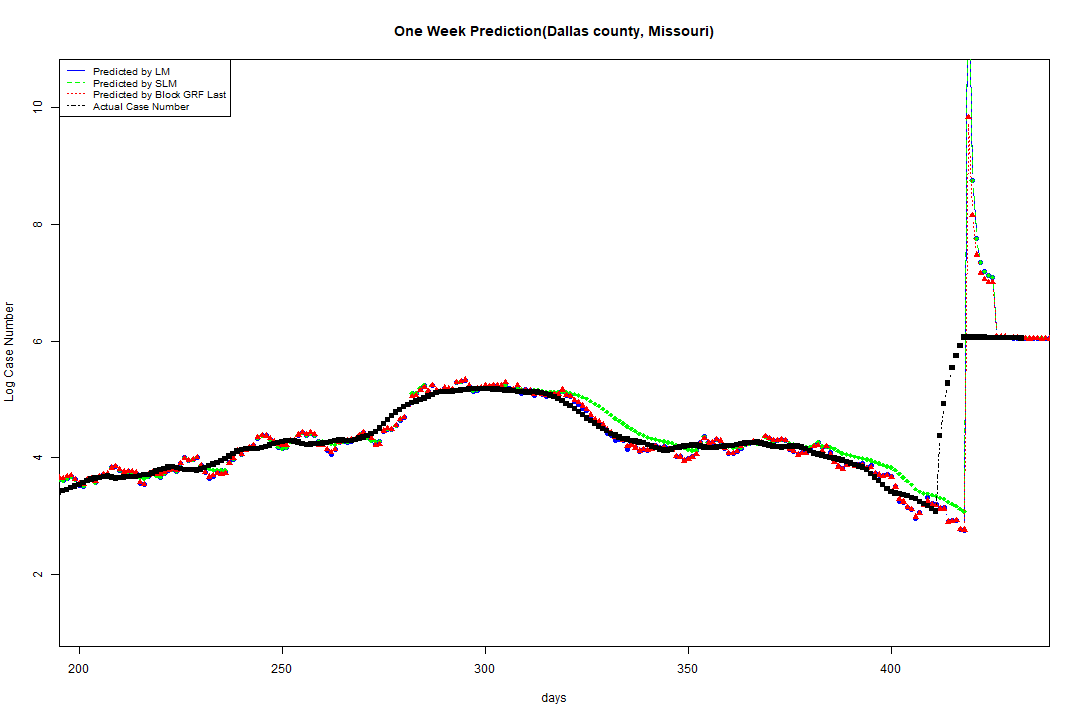 One Week Prediction(Dallas county, Missouri)
Predicted by LM
Predicted by SLM
Predicted by Block GRF Last
Actual Case Number
Log Case Number
10
8
6
4
2
200 250 300 350 400
days